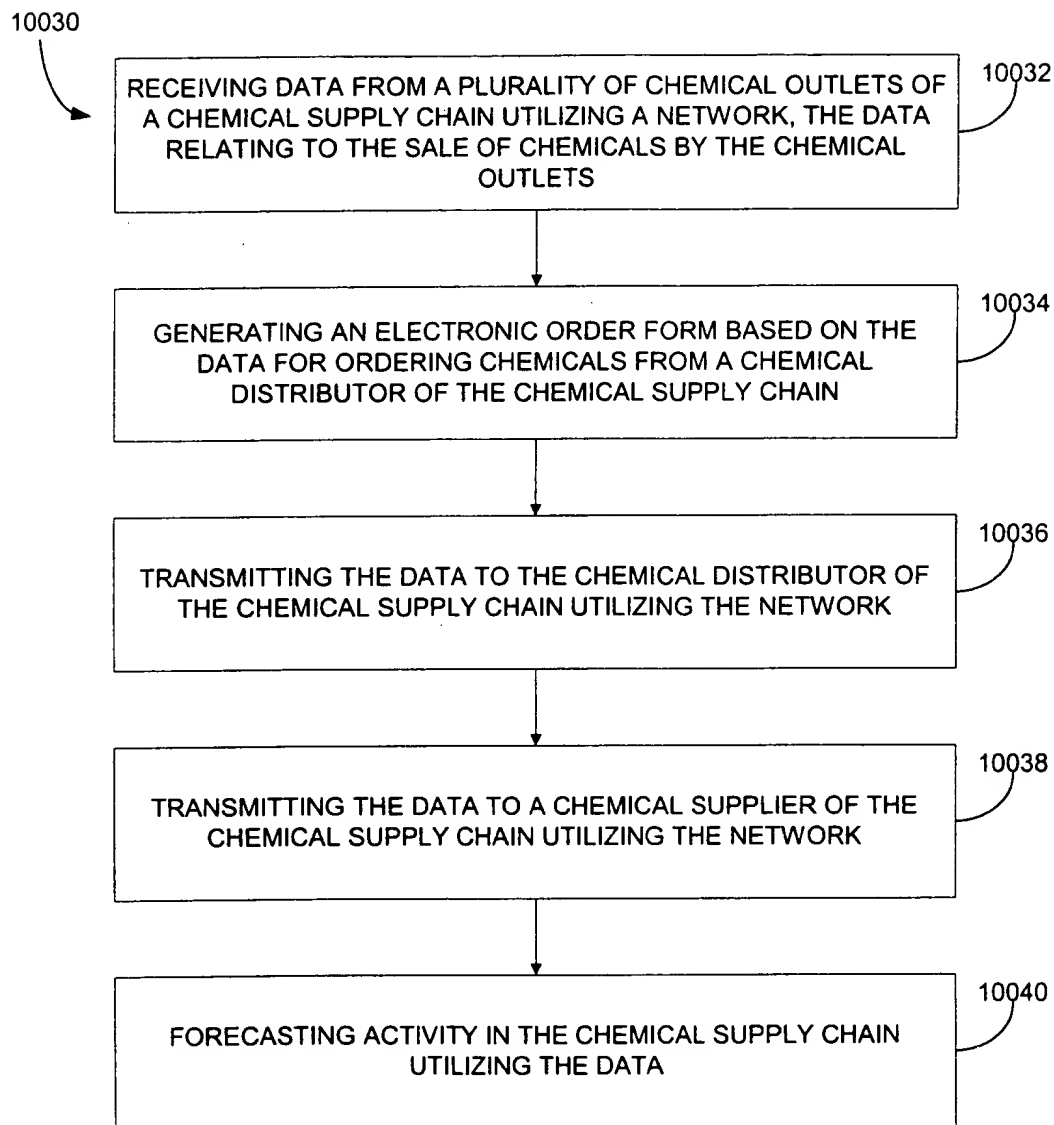 10030
10032
RECEIVING DATA FROM A PLURALITY OF CHEMICAL OUTLETS OF
A CHEMICAL SUPPLY CHAIN UTILIZING A NETWORK, THE DATA
RELATING TO THE SALE OF CHEMICALS BY THE CHEMICAL
OUTLETS
10034
GENERATING AN ELECTRONIC ORDER FORM BASED ON THE
DATA FOR ORDERING CHEMICALS FROM A CHEMICAL
DISTRIBUTOR OF THE CHEMICAL SUPPLY CHAIN
10036
TRANSMITTING THE DATA TO THE CHEMICAL DISTRIBUTOR OF
THE CHEMICAL SUPPLY CHAIN UTILIZING THE NETWORK
10038
TRANSMITTING THE DATA TO A CHEMICAL SUPPLIER OF THE
CHEMICAL SUPPLY CHAIN UTILIZING THE NETWORK
10040
FORECASTING ACTIVITY IN THE CHEMICAL SUPPLY CHAIN
UTILIZING THE DATA